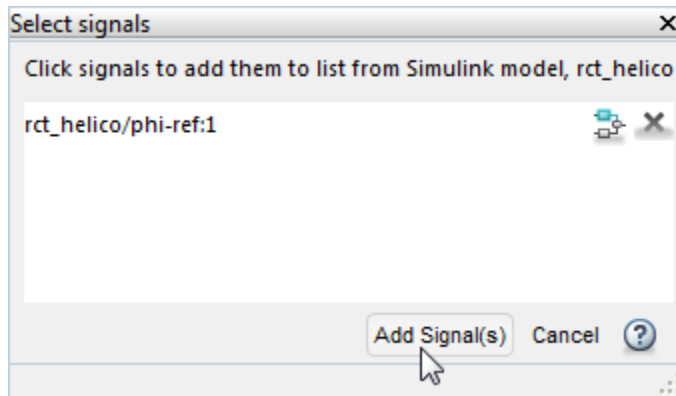 Select signals
Click signals to add them to list from Simulink model, rct_helico
rct_helico/phi-ref:1
Add Signal(s) Cancel ?